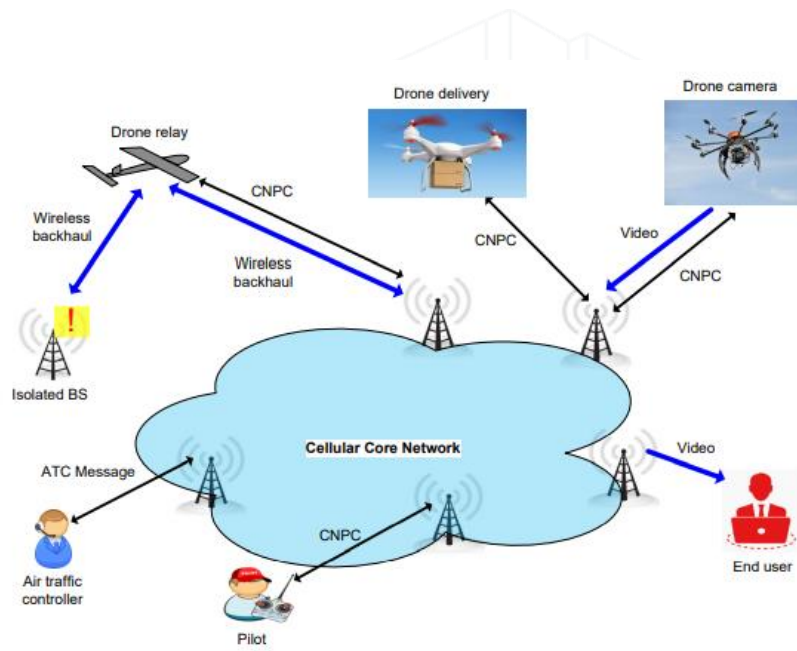 Drone delivery
Drone camera
Drone relay
CNPC
Wireless
backhaul
Wireless
backhaul
CNPC
Video
CNPC
!
Isolated BS
Cellular Core Network
ATC Message
Video
CNPC
Air traffic
controller
Pilot
End user